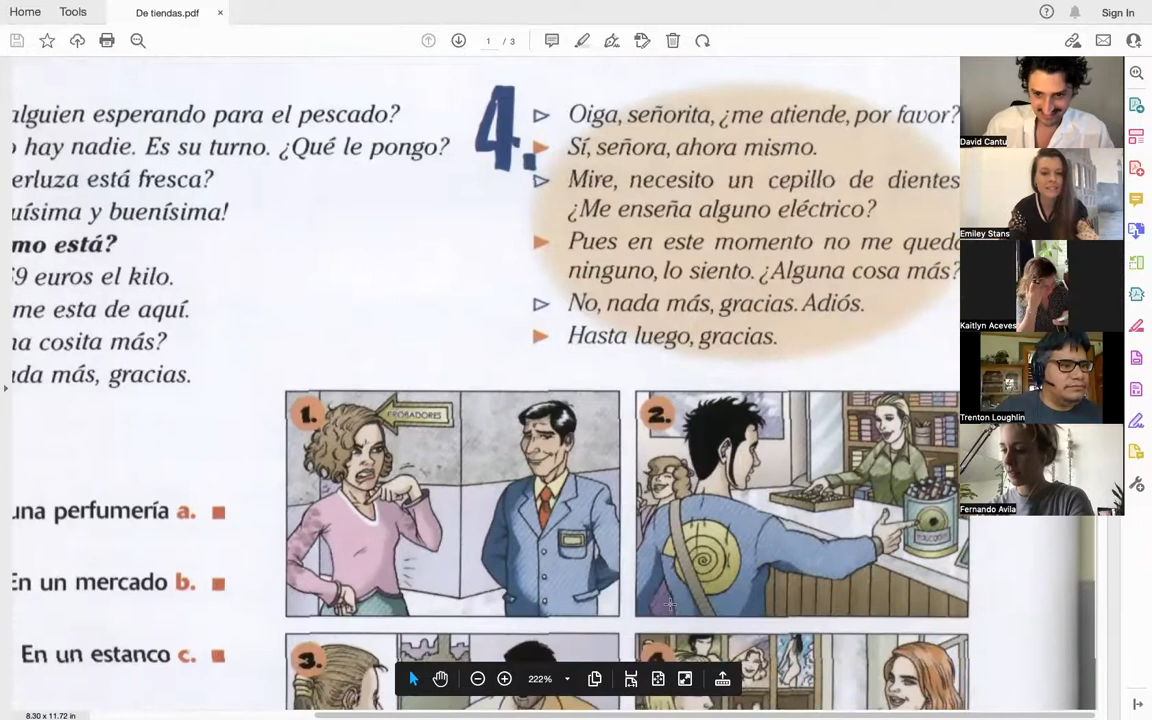 Home
Tools
De tiendas.pdf
×
Sign In
1 / 3
alguien esperando para el pescado?
hay nadie. Es su turno. ¿Qué le pongo?
erluza está fresca?
uísima y buenísima!
mo está?
9 euros el kilo.
me esta de aquí.
na cosita más?
ada más, gracias.
4.
Oiga, señorita, ¿me atiende, por favor?
Sí, señora, ahora mismo.
Mire, necesito un cepillo de dientes
¿Me enseña alguno eléctrico?
Pues en este momento no me queda
ninguno, lo siento. ¿Alguna cosa más?
No, nada más, gracias. Adiós.
Hasta luego, gracias.
1.
PROBADORES
2.
una perfumería a.
En un mercado b.
En un estanco c.
3.
David Cantu
Emiley Stans
Kaitlyn Aceves
Trenton Loughlin
Fernando Avila
222%
8.30 x 11.72 in